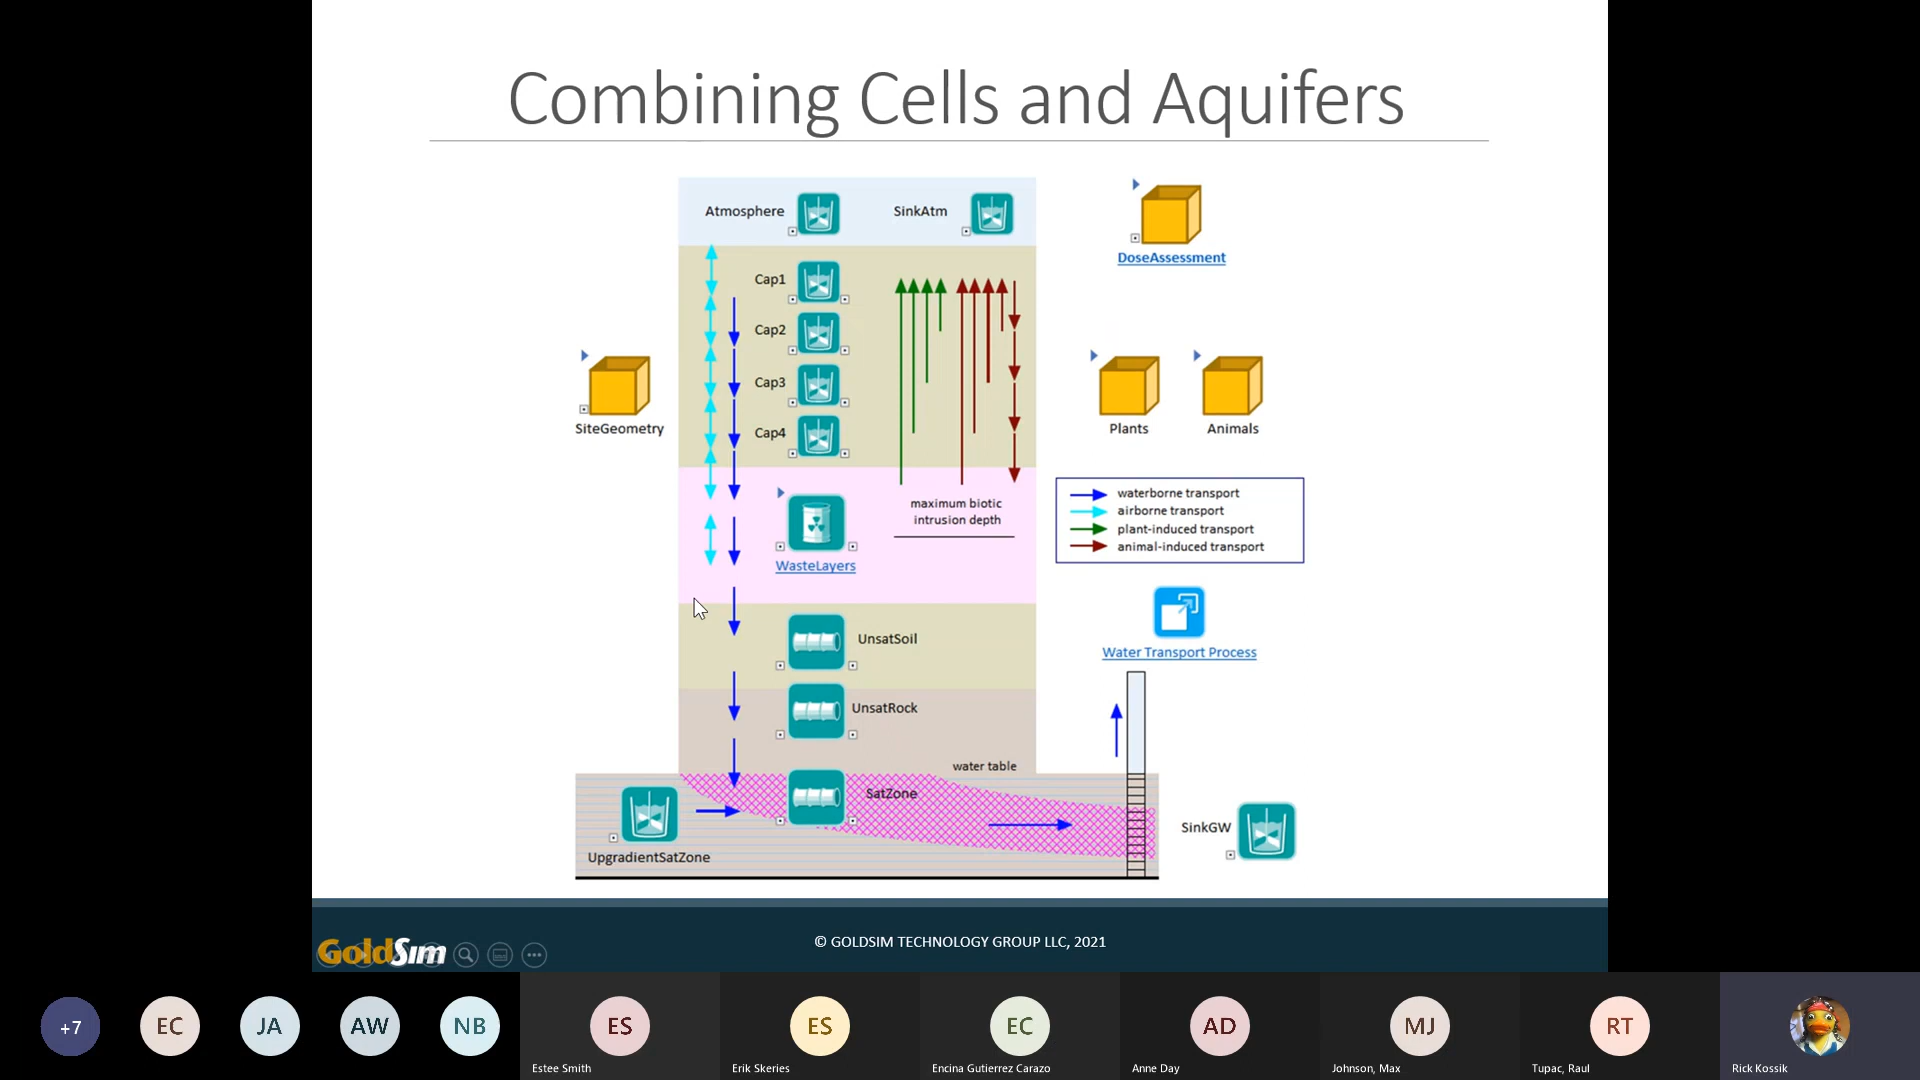 Combining Cells and Aquifers
Atmosphere
SinkAtm
DoseAssessment
Cap1
Cap2
Cap3
Cap4
SiteGeometry
Plants
Animals
maximum biotic
intrusion depth
waterborne transport
airborne transport
plant-induced transport
animal-induced transport
WasteLayers
UnsatSoil
Water Transport Process
UnsatRock
water table
SatZone
SinkGW
UpgradientSatZone
GoldSim
© GOLDSIM TECHNOLOGY GROUP LLC, 2021
+7
EC
JA
AW
NB
ES
ES
EC
AD
MJ
RT
Estee Smith
Erik Skeries
Encina Gutierrez Carazo
Anne Day
Johnson, Max
Tupac, Raul
Rick Kossik